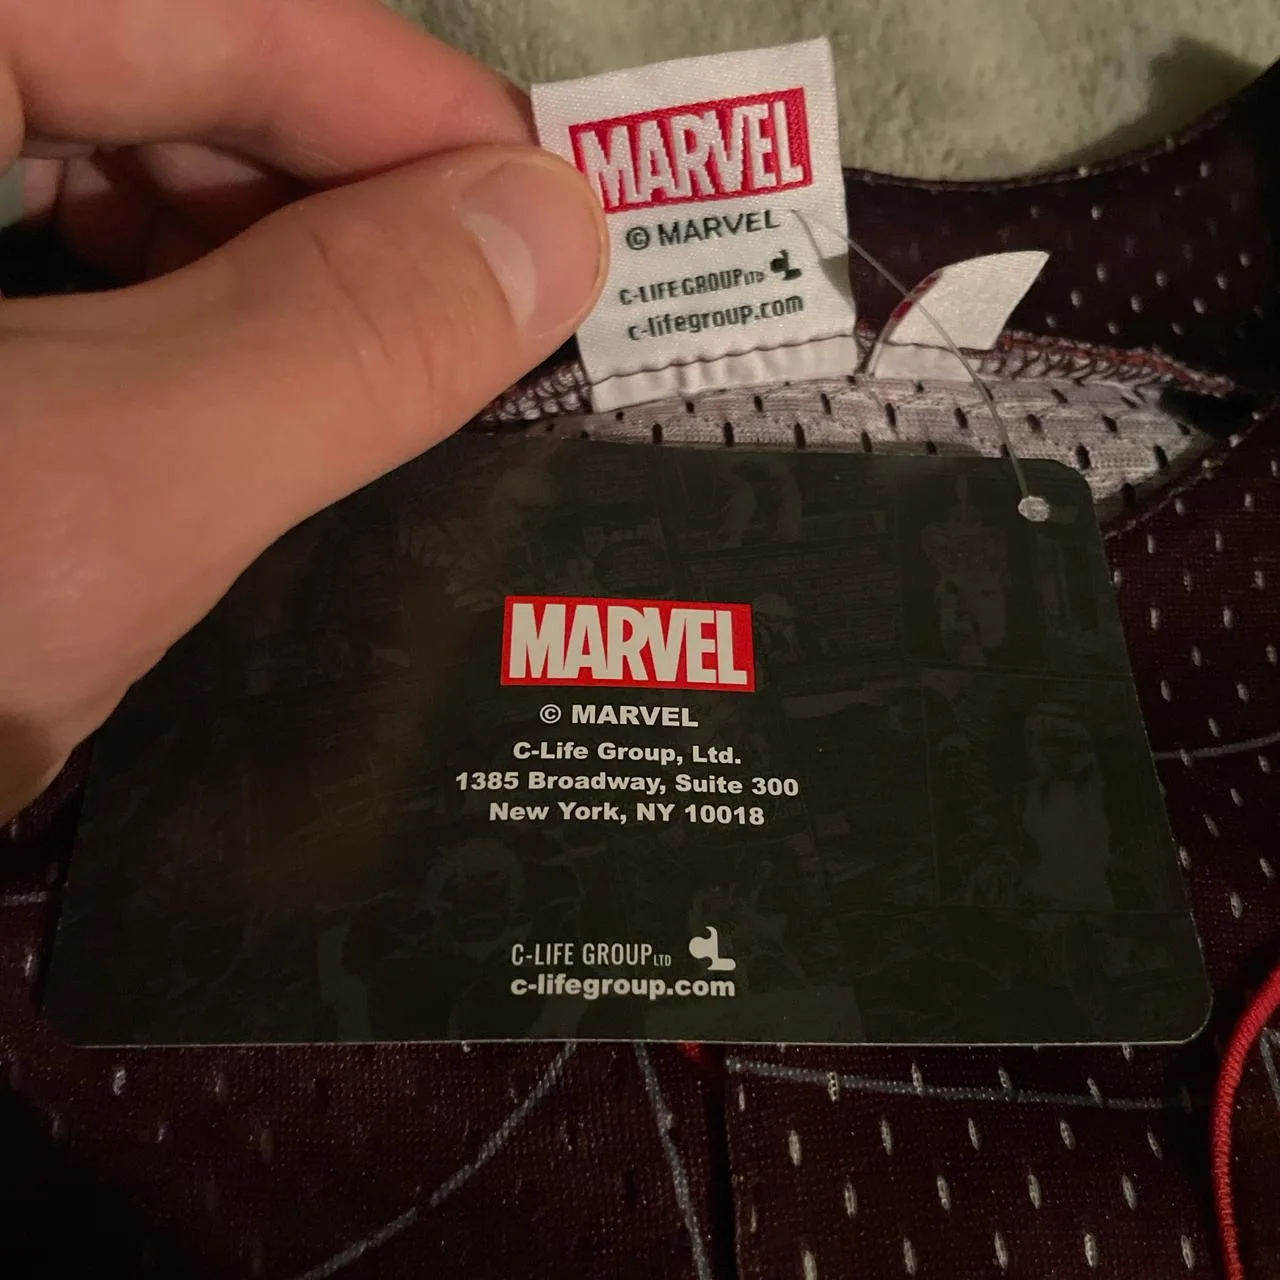 MARVEL
© MARVEL
C-LIFE GROUP LTD
c-lifegroup.com
MARVEL
© MARVEL
C-Life Group, Ltd.
1385 Broadway, Suite 300
New York, NY 10018
C-LIFE GROUP LTD
c-lifegroup.com